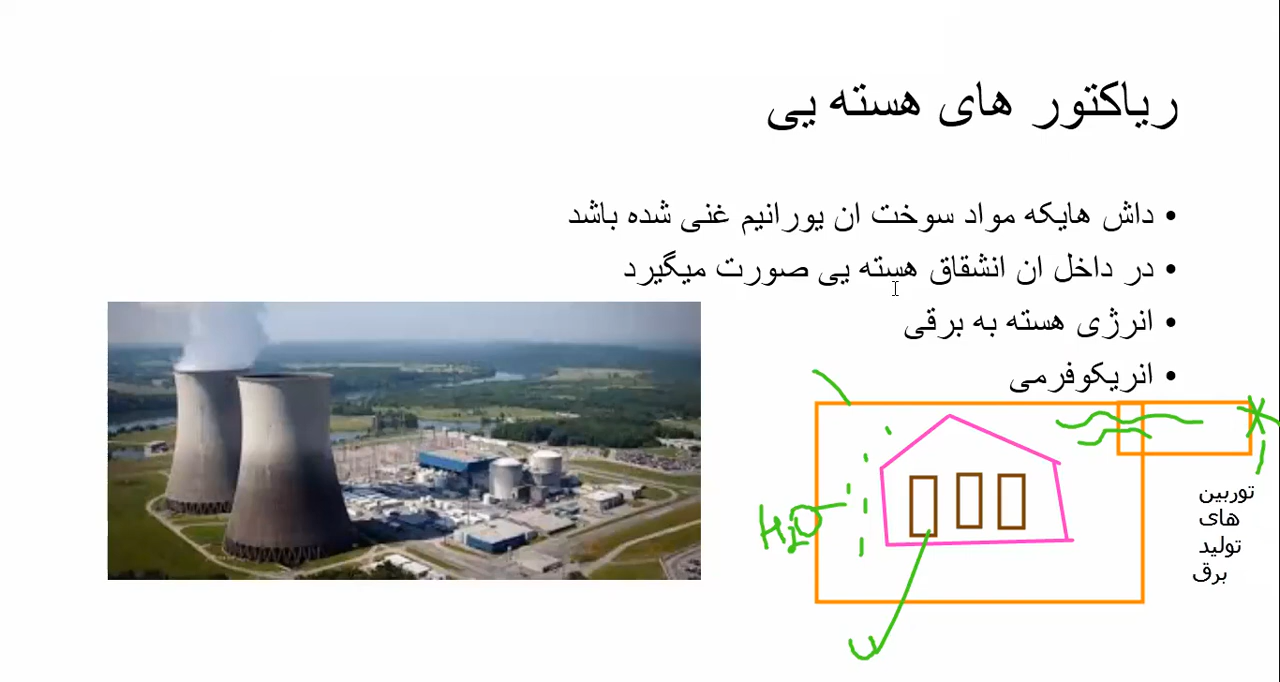 ریاکتور های هسته یی
• داش هایکه مواد سوخت ان یورانیم غنی شده باشد
• در داخل ان انشقاق هسته یی صورت میگیرد
• انرژی هسته به برقی
• انریکوفرمی
H2O
توربین
های
تولید
برق
U